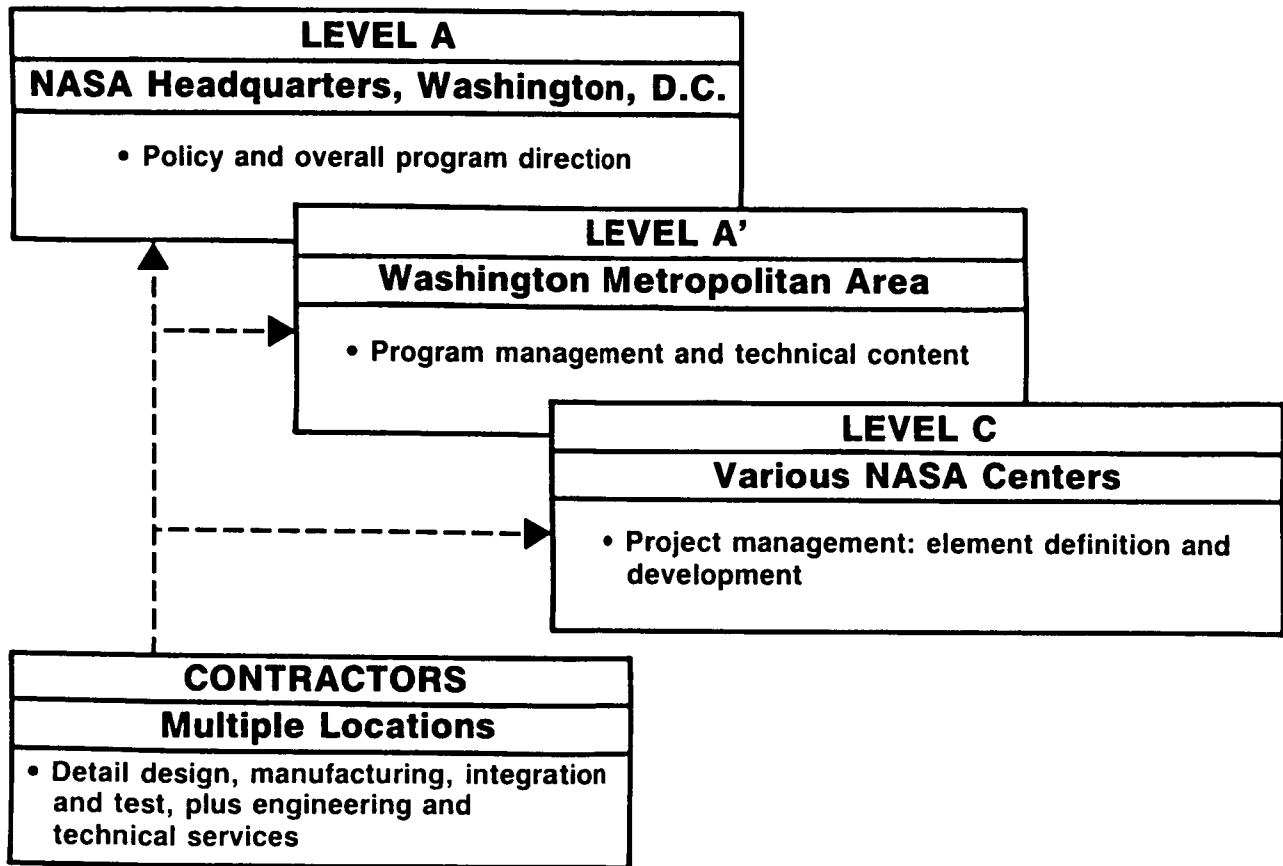 LEVEL A
NASA Headquarters, Washington, D.C.
• Policy and overall program direction
LEVEL A'
Washington Metropolitan Area
• Program management and technical content
LEVEL C
Various NASA Centers
• Project management: element definition and
development
CONTRACTORS
Multiple Locations
• Detail design, manufacturing, integration
and test, plus engineering and
technical services